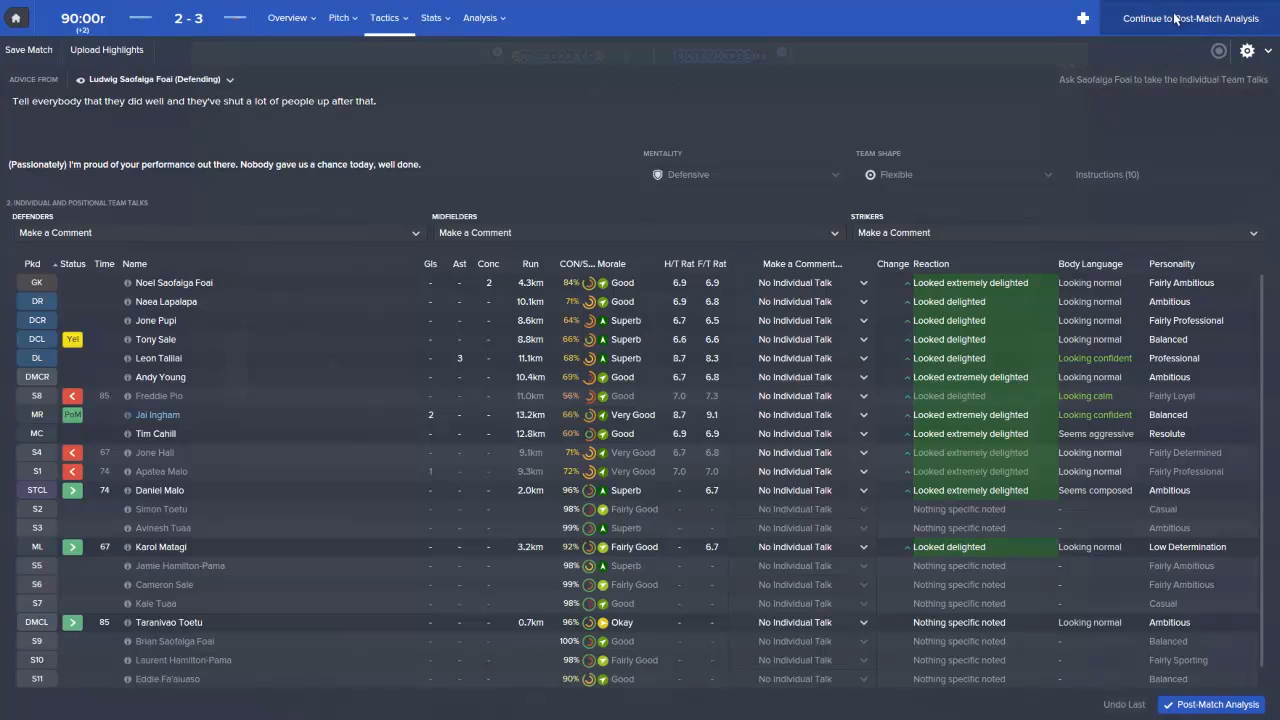 90:00r 2 - 3 Overview Pitch Tactics Stats Analysis Continue to Post-Match Analysis
(+2)
Save Match Upload Highlights
ADVICE FROM Ludwig Saofaiga Foai (Defending) Ask Saofaiga Foai to take the Individual Team Talks
Tell everybody that they did well and they've shut a lot of people up after that.
MENTALITY TEAM SHAPE
(Passionately) I'm proud of your performance out there. Nobody gave us a chance today, well done.
Defensive Flexible Instructions (10)
2. INDIVIDUAL AND POSITIONAL TEAM TALKS
DEFENDERS MIDFIELDERS STRIKERS
Make a Comment Make a Comment Make a Comment
Pkd Status Time Name Gls Ast Conc Run CON/S... Morale H/T Rat F/T Rat Make a Comment... Change Reaction Body Language Personality
GK Noel Saofaiga Foai - - 2 4.3km 84% Good 6.9 6.9 No Individual Talk Looked extremely delighted Looking normal Fairly Ambitious
DR Naea Lapalapa - - - 10.1km 71% Good 6.9 6.8 No Individual Talk Looked delighted Looking normal Ambitious
DCR Jone Pupi - - - 8.6km 64% Superb 6.7 6.5 No Individual Talk Looked delighted Looking normal Fairly Professional
DCL Yel Tony Sale - - - 8.8km 66% Superb 6.6 6.6 No Individual Talk Looked delighted Looking normal Balanced
DL Leon Talilai - 3 - 11.1km 68% Superb 8.7 8.3 No Individual Talk Looked delighted Looking confident Professional
DMCR Andy Young - - - 10.4km 69% Good 6.7 6.8 No Individual Talk Looked extremely delighted Looking normal Ambitious
S8 85 Freddie Pio - - - 11.0km 56% Good 7.0 7.3 No Individual Talk Looked delighted Looking calm Fairly Loyal
MR PoM Jai Ingham 2 - - 13.2km 66% Very Good 8.7 9.1 No Individual Talk Looked extremely delighted Looking confident Balanced
MC Tim Cahill - - - 12.8km 60% Good 6.9 6.9 No Individual Talk Looked extremely delighted Seems aggressive Resolute
S4 67 Jone Hall - - - 9.1km 71% Very Good 6.7 6.8 No Individual Talk Looked extremely delighted Looking normal Fairly Determined
S1 74 Apatea Malo 1 - - 9.3km 72% Very Good 7.0 7.0 No Individual Talk Looked extremely delighted Looking normal Fairly Professional
STCL 74 Daniel Malo - - - 2.0km 96% Superb - 6.7 No Individual Talk Looked extremely delighted Seems composed Ambitious
S2 Simon Toetu - - - 98% Fairly Good - - No Individual Talk Nothing specific noted - Casual
S3 Avinesh Tuaa - - - 99% Superb - - No Individual Talk Nothing specific noted - Ambitious
ML 67 Karol Matagi - - - 3.2km 92% Fairly Good - 6.7 No Individual Talk Looked delighted Looking normal Low Determination
S5 Jamie Hamilton-Pama - - - 98% Superb - - No Individual Talk Nothing specific noted - Fairly Ambitious
S6 Cameron Sale - - - 99% Fairly Good - - No Individual Talk Nothing specific noted - Fairly Ambitious
S7 Kale Tuaa - - - 98% Good - - No Individual Talk Nothing specific noted - Casual
DMCL 85 Taranivao Toetu - - - 0.7km 96% Okay - - No Individual Talk Nothing specific noted Looking normal Ambitious
S9 Brian Saofaiga Foai - - - 100% Good - - No Individual Talk Nothing specific noted - Balanced
S10 Laurent Hamilton-Pama - - - 98% Fairly Good - - No Individual Talk Nothing specific noted - Fairly Sporting
S11 Eddie Fa'aiuaso - - - 90% Good - - No Individual Talk Nothing specific noted - Balanced
Undo Last Post-Match Analysis